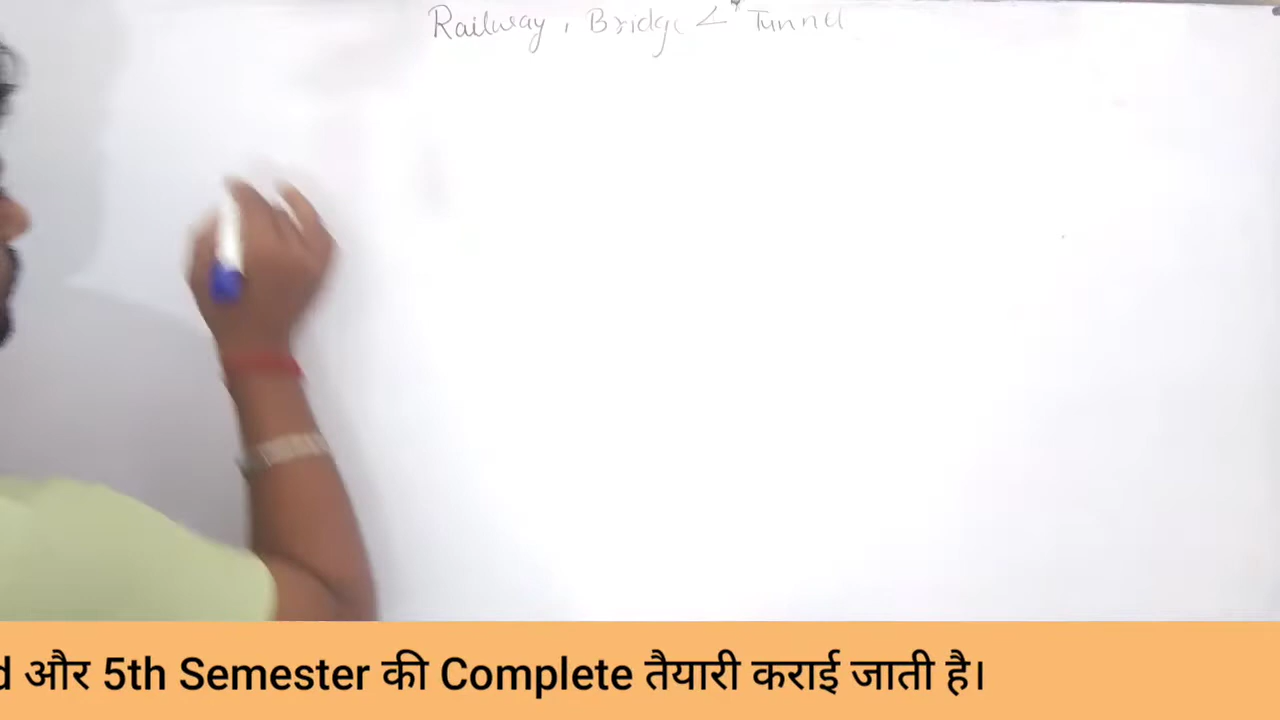 Railway, Bridge & Tunnel
और 5th Semester की Complete तैयारी कराई जाती है।